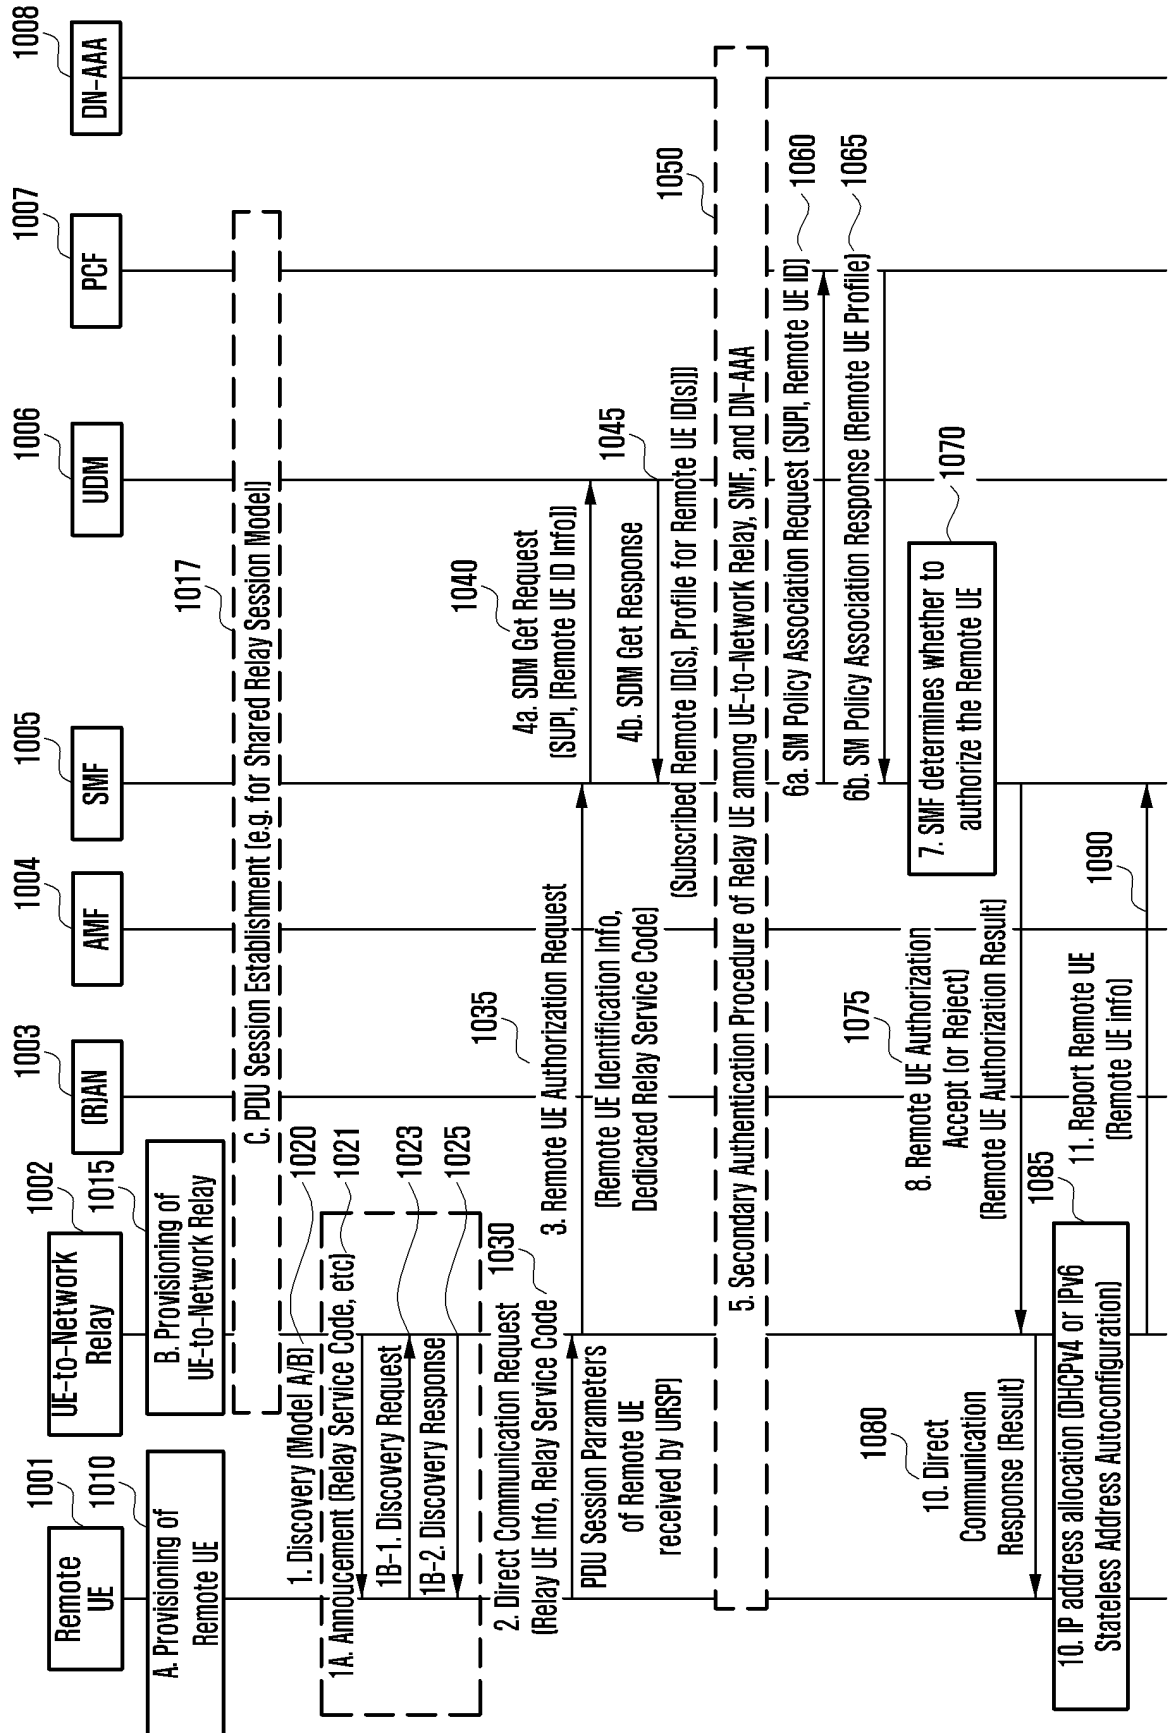 1001
Remote
UE
1002
UE-to-Network
Relay
1003
(R)AN
1004
AMF
1005
SMF
1006
UDM
1007
PCF
1008
DN-AAA
1010
A. Provisioning of
Remote UE
1015
B. Provisioning of
UE-to-Network Relay
1017
C. PDU Session Establishment (e.g. for Shared Relay Session Model)
1020
1. Discovery (Model A/B)
1021
1A. Annoucement (Relay Service Code, etc)
1023
1B-1. Discovery Request
1025
1B-2. Discovery Response
1030
2. Direct Communication Request
(Relay UE Info, Relay Service Code
PDU Session Parameters
of Remote UE
received by URSP)
1035
3. Remote UE Authorization Request
(Remote UE Identification Info,
Dedicated Relay Service Code)
1040
4a. SDM Get Request
(SUPI, [Remote UE ID Info])
1045
4b. SDM Get Response
(Subscribed Remote ID(s), Profile for Remote UE ID(s)])
1050
5. Secondary Authentication Procedure of Relay UE among UE-to-Network Relay, SMF, and DN-AAA
1060
6a. SM Policy Association Request (SUPI, Remote UE ID)
1065
6b. SM Policy Association Response (Remote UE Profile)
1070
7. SMF determines whether to
authorize the Remote UE
1075
8. Remote UE Authorization
Accept (or Reject)
(Remote UE Authorization Result)
1080
10. Direct
Communication
Response (Result)
1085
10. IP address allocation (DHCPv4 or IPv6
Stateless Address Autoconfiguration)
1090
11. Report Remote UE
(Remote UE info)